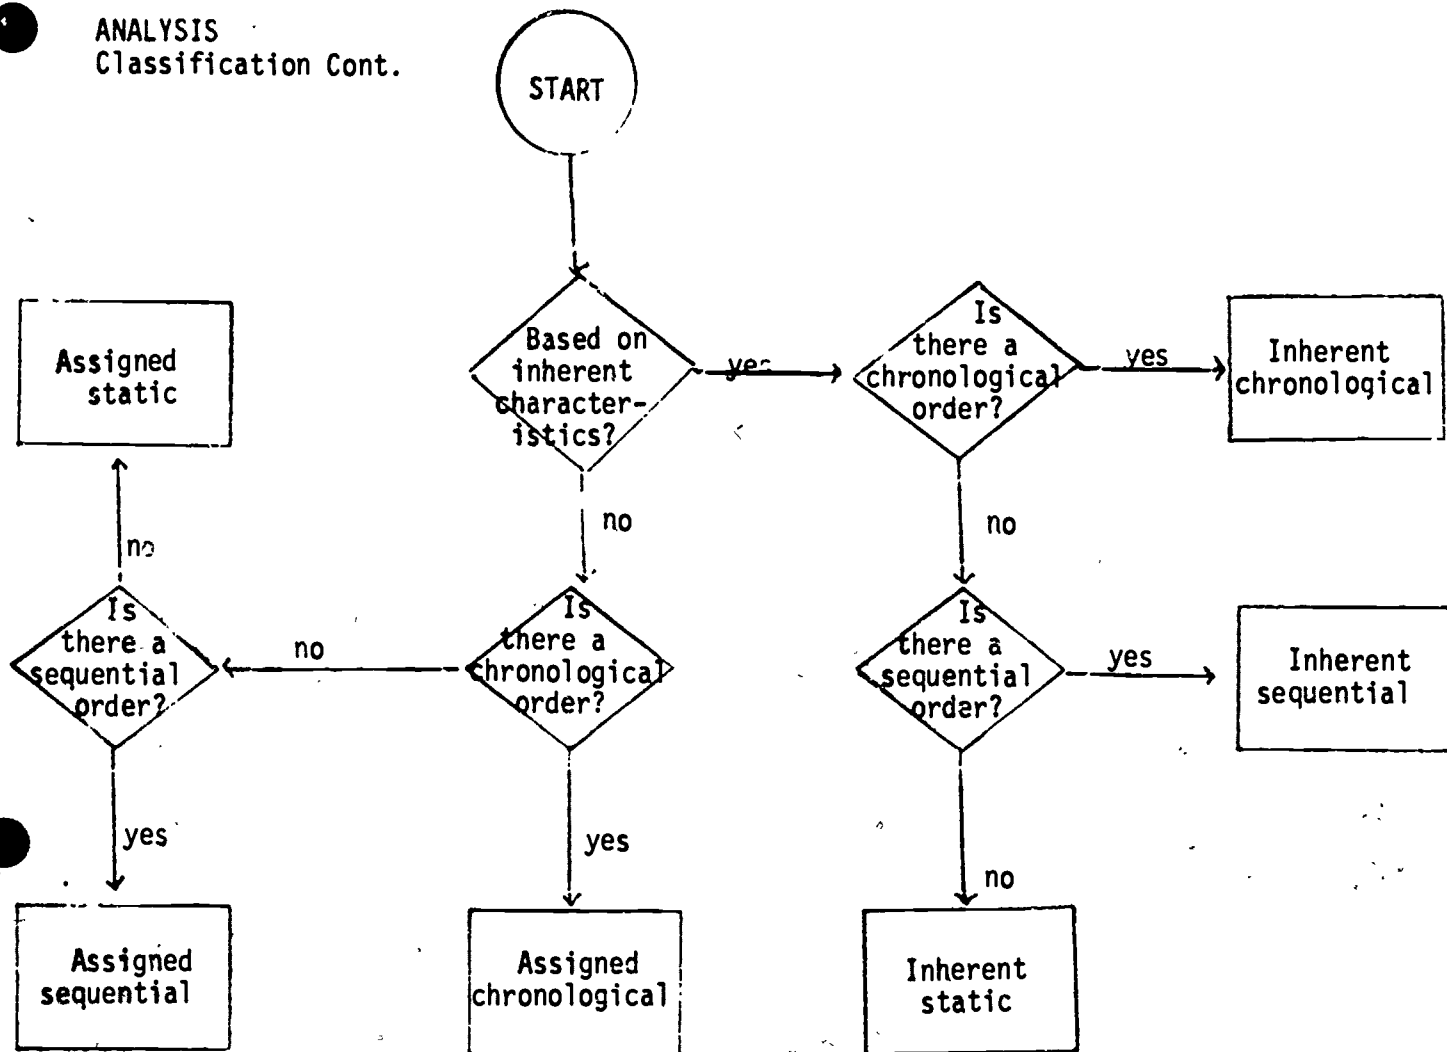 ANALYSIS
Classification Cont.
START
Based on
inherent
character-
istics?
yes
Is
there a
chronological
order?
yes
Inherent
chronological
Assigned
static
no
no
no
Is
there a
sequential
order?
no
Is
there a
chronological
order?
Is
there a
sequential
order?
yes
Inherent
sequential
yes
yes
no
Assigned
sequential
Assigned
chronological
Inherent
static